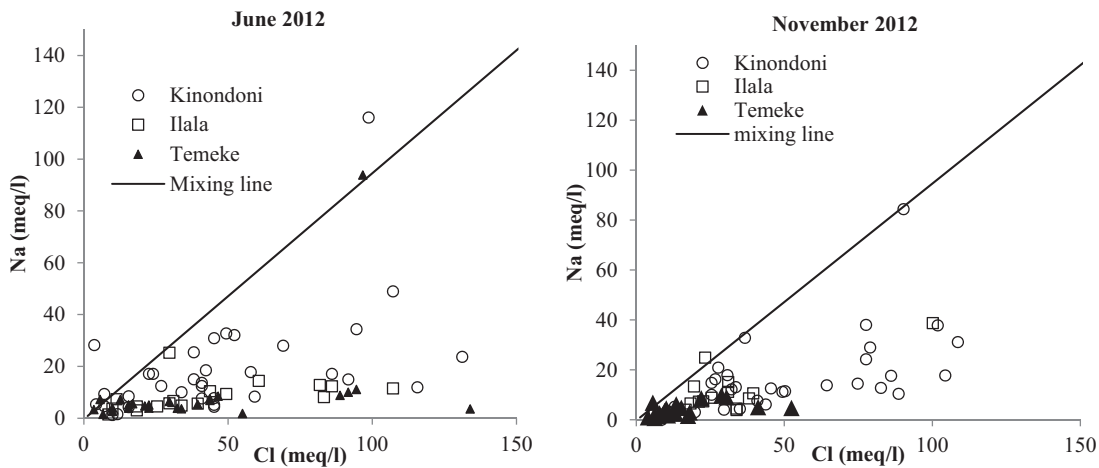 June 2012
140
120
100
80
60
40
20
0
Na (meq/l)
Kinondoni
Ilala
Temeke
Mixing line
0 50 100 150
Cl (meq/l)
November 2012
140
120
100
80
60
40
20
0
Na (meq/l)
Kinondoni
Ilala
Temeke
mixing line
0 50 100 150
Cl (meq/l)